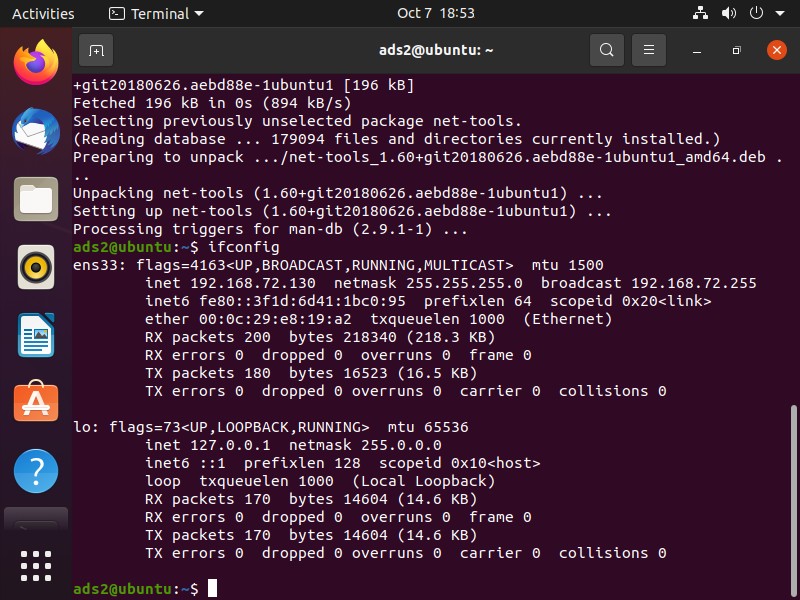 Activities Terminal Oct 7 18:53
ads2@ubuntu: ~
+git20180626.aebd88e-1ubuntu1 [196 kB]
Fetched 196 kB in 0s (894 kB/s)
Selecting previously unselected package net-tools.
(Reading database ... 179094 files and directories currently installed.)
Preparing to unpack .../net-tools_1.60+git20180626.aebd88e-1ubuntu1_amd64.deb .
..
Unpacking net-tools (1.60+git20180626.aebd88e-1ubuntu1) ...
Setting up net-tools (1.60+git20180626.aebd88e-1ubuntu1) ...
Processing triggers for man-db (2.9.1-1) ...
ads2@ubuntu:~$ ifconfig
ens33: flags=4163<UP,BROADCAST,RUNNING,MULTICAST>  mtu 1500
        inet 192.168.72.130  netmask 255.255.255.0  broadcast 192.168.72.255
        inet6 fe80::3f1d:6d41:1bc0:95  prefixlen 64  scopeid 0x20<link>
        ether 00:0c:29:e8:19:a2  txqueuelen 1000  (Ethernet)
        RX packets 200  bytes 218340 (218.3 KB)
        RX errors 0  dropped 0  overruns 0  frame 0
        TX packets 180  bytes 16523 (16.5 KB)
        TX errors 0  dropped 0 overruns 0  carrier 0  collisions 0
lo: flags=73<UP,LOOPBACK,RUNNING>  mtu 65536
        inet 127.0.0.1  netmask 255.0.0.0
        inet6 ::1  prefixlen 128  scopeid 0x10<host>
        loop  txqueuelen 1000  (Local Loopback)
        RX packets 170  bytes 14604 (14.6 KB)
        RX errors 0  dropped 0  overruns 0  frame 0
        TX packets 170  bytes 14604 (14.6 KB)
        TX errors 0  dropped 0 overruns 0  carrier 0  collisions 0
ads2@ubuntu:~$